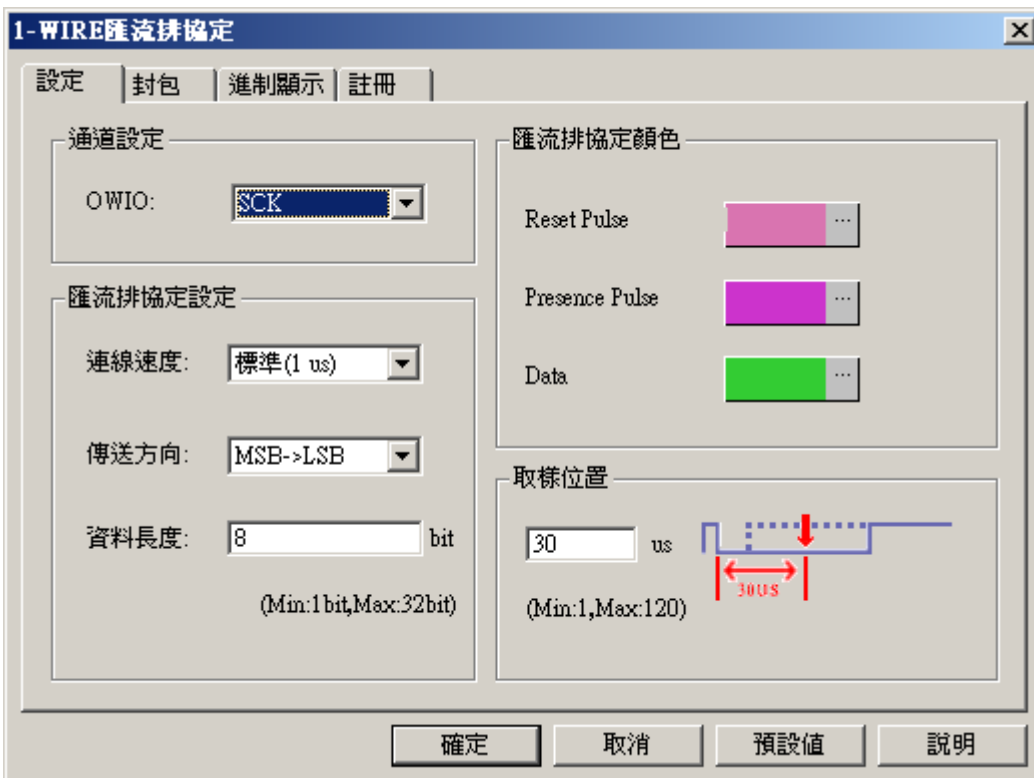 1-WIRE匯流排協定
設定 封包 進制顯示 註冊
通道設定
OWIO: SCK
匯流排協定設定
連線速度: 標準(1 us)
傳送方向: MSB->LSB
資料長度: 8 bit
(Min:1bit,Max:32bit)
匯流排協定顏色
Reset Pulse ...
Presence Pulse ...
Data ...
取樣位置
30 us
30US
(Min:1,Max:120)
確定 取消 預設值 說明